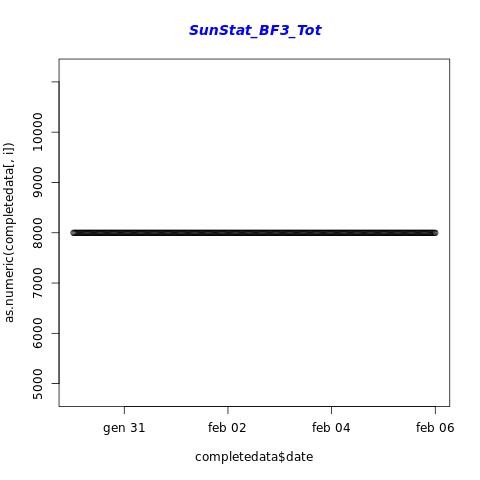 SunStat_BF3_Tot
as.numeric(completedata[, i])
10000
9000
8000
7000
6000
5000
gen 31 feb 02 feb 04 feb 06
completedata$date